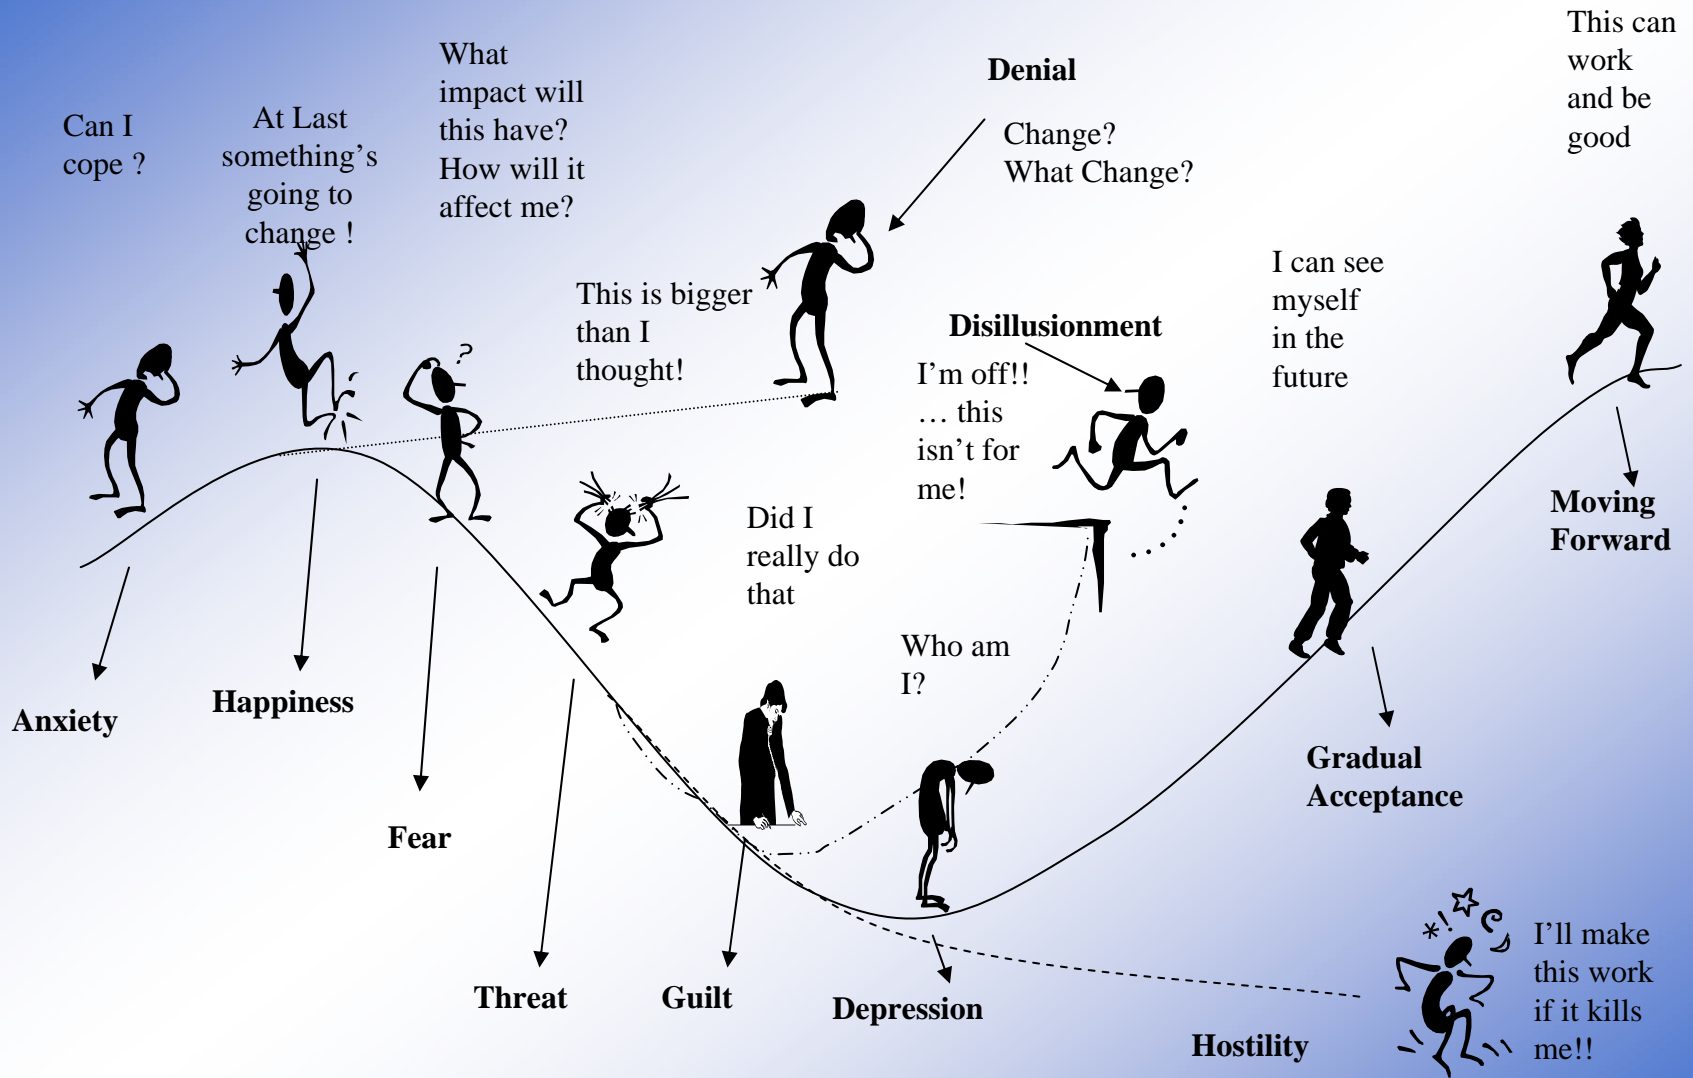 Can I
cope ?
At Last
something's
going to
change !
What
impact will
this have?
How will it
affect me?
This is bigger
than I
thought!
Denial
Change?
What Change?
Disillusionment
I'm off!!
… this
isn't for
me!
I can see
myself
in the
future
This can
work
and be
good
?
Did I
really do
that
Who am
I?
Moving
Forward
Anxiety
Happiness
Fear
Threat
Guilt
Depression
Gradual
Acceptance
Hostility
*!
I'll make
this work
if it kills
me!!